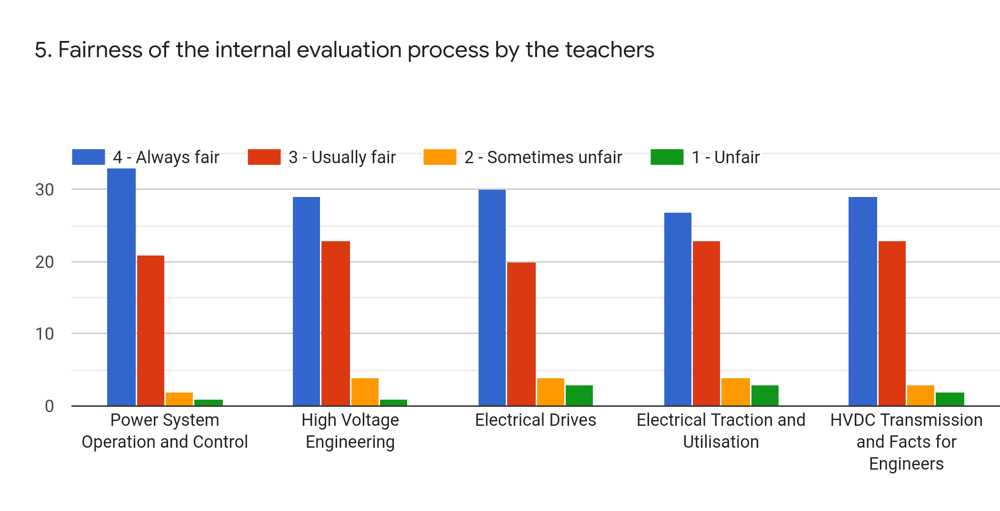 5. Fairness of the internal evaluation process by the teachers
4 - Always fair
3 - Usually fair
2 - Sometimes unfair
1 - Unfair
30
20
10
0
Power System
Operation and Control
High Voltage
Engineering
Electrical Drives
Electrical Traction and
Utilisation
HVDC Transmission
and Facts for
Engineers